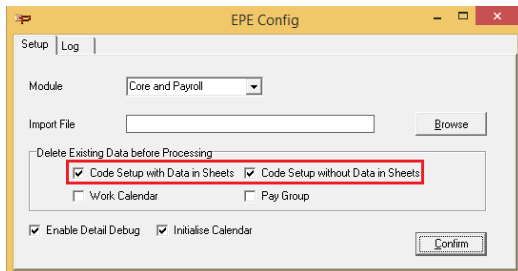 EPE Config
Setup Log
Module Core and Payroll
Import File Browse
Delete Existing Data before Processing
Code Setup with Data in Sheets Code Setup without Data in Sheets
Work Calendar Pay Group
Enable Detail Debug Initialise Calendar
Confirm